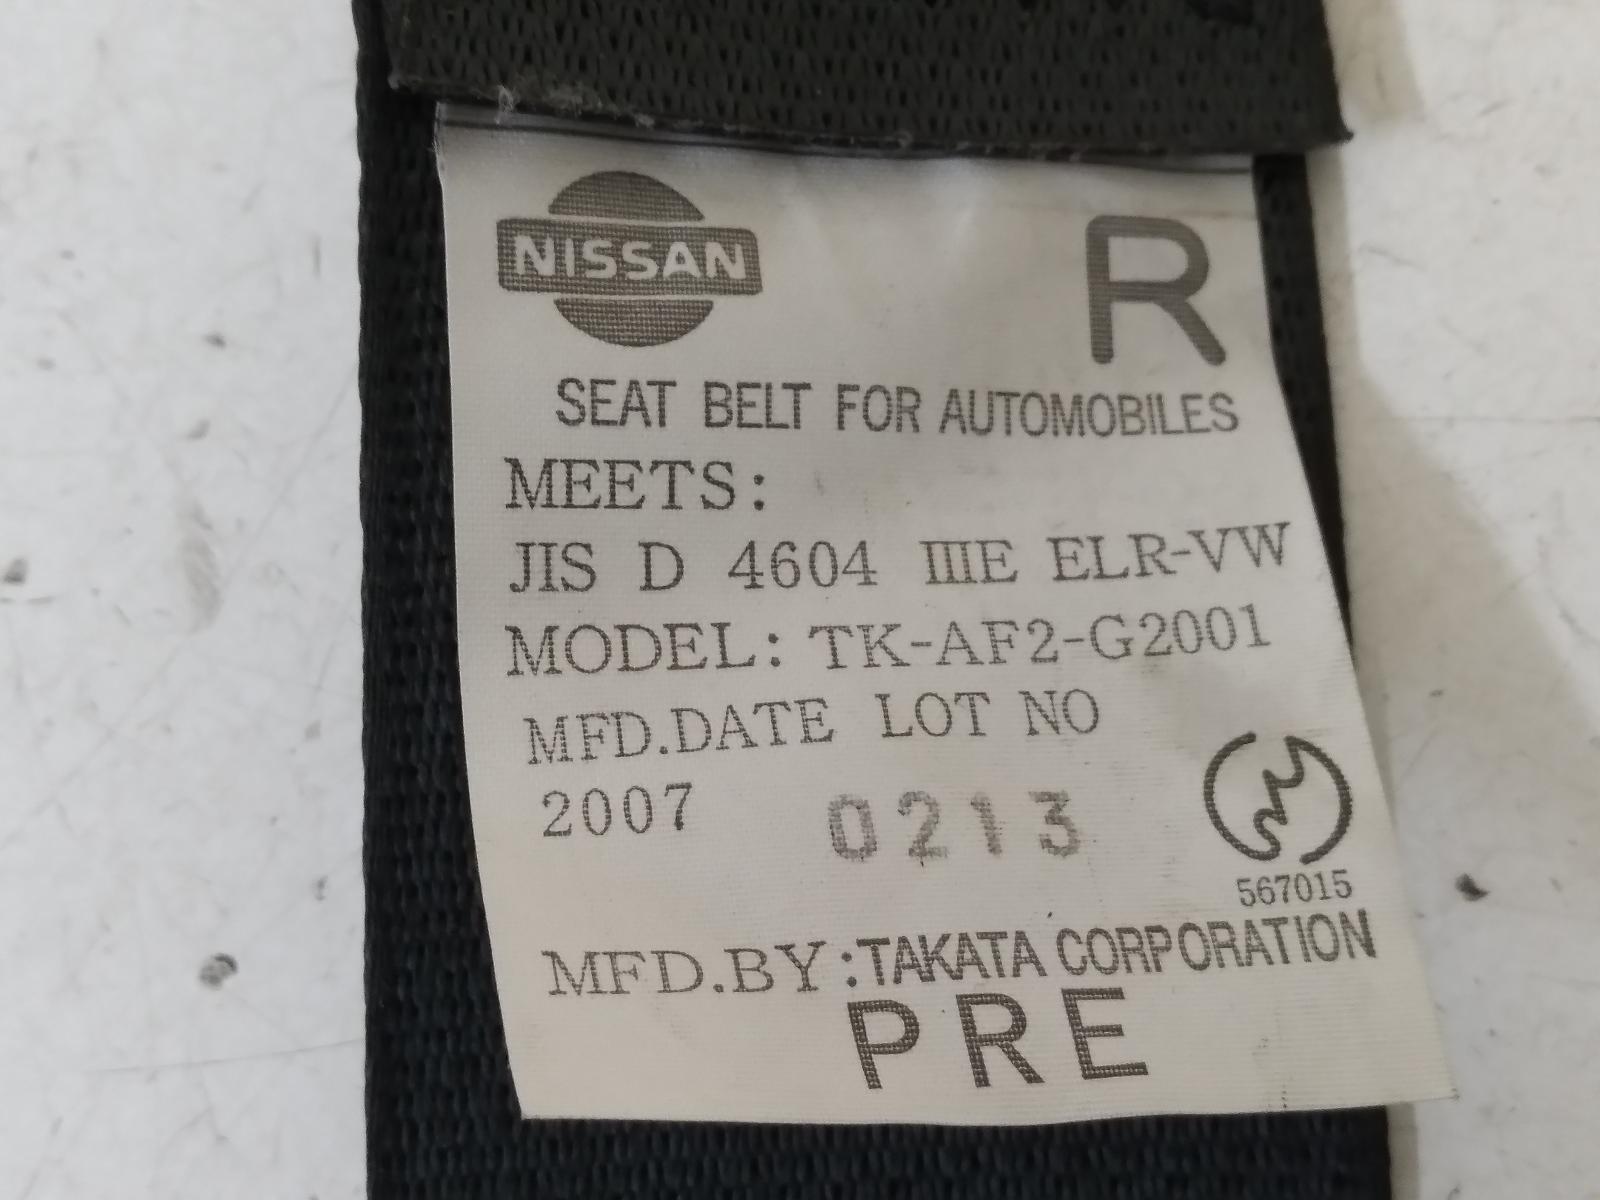 NISSAN
R
SEAT BELT FOR AUTOMOBILES
MEETS:
JIS D 4604 IIIE ELR-VW
MODEL: TK-AF2-G2001
MFD.DATE LOT NO
2007 0213
567015
MFD.BY:TAKATA CORPORATION
PRE